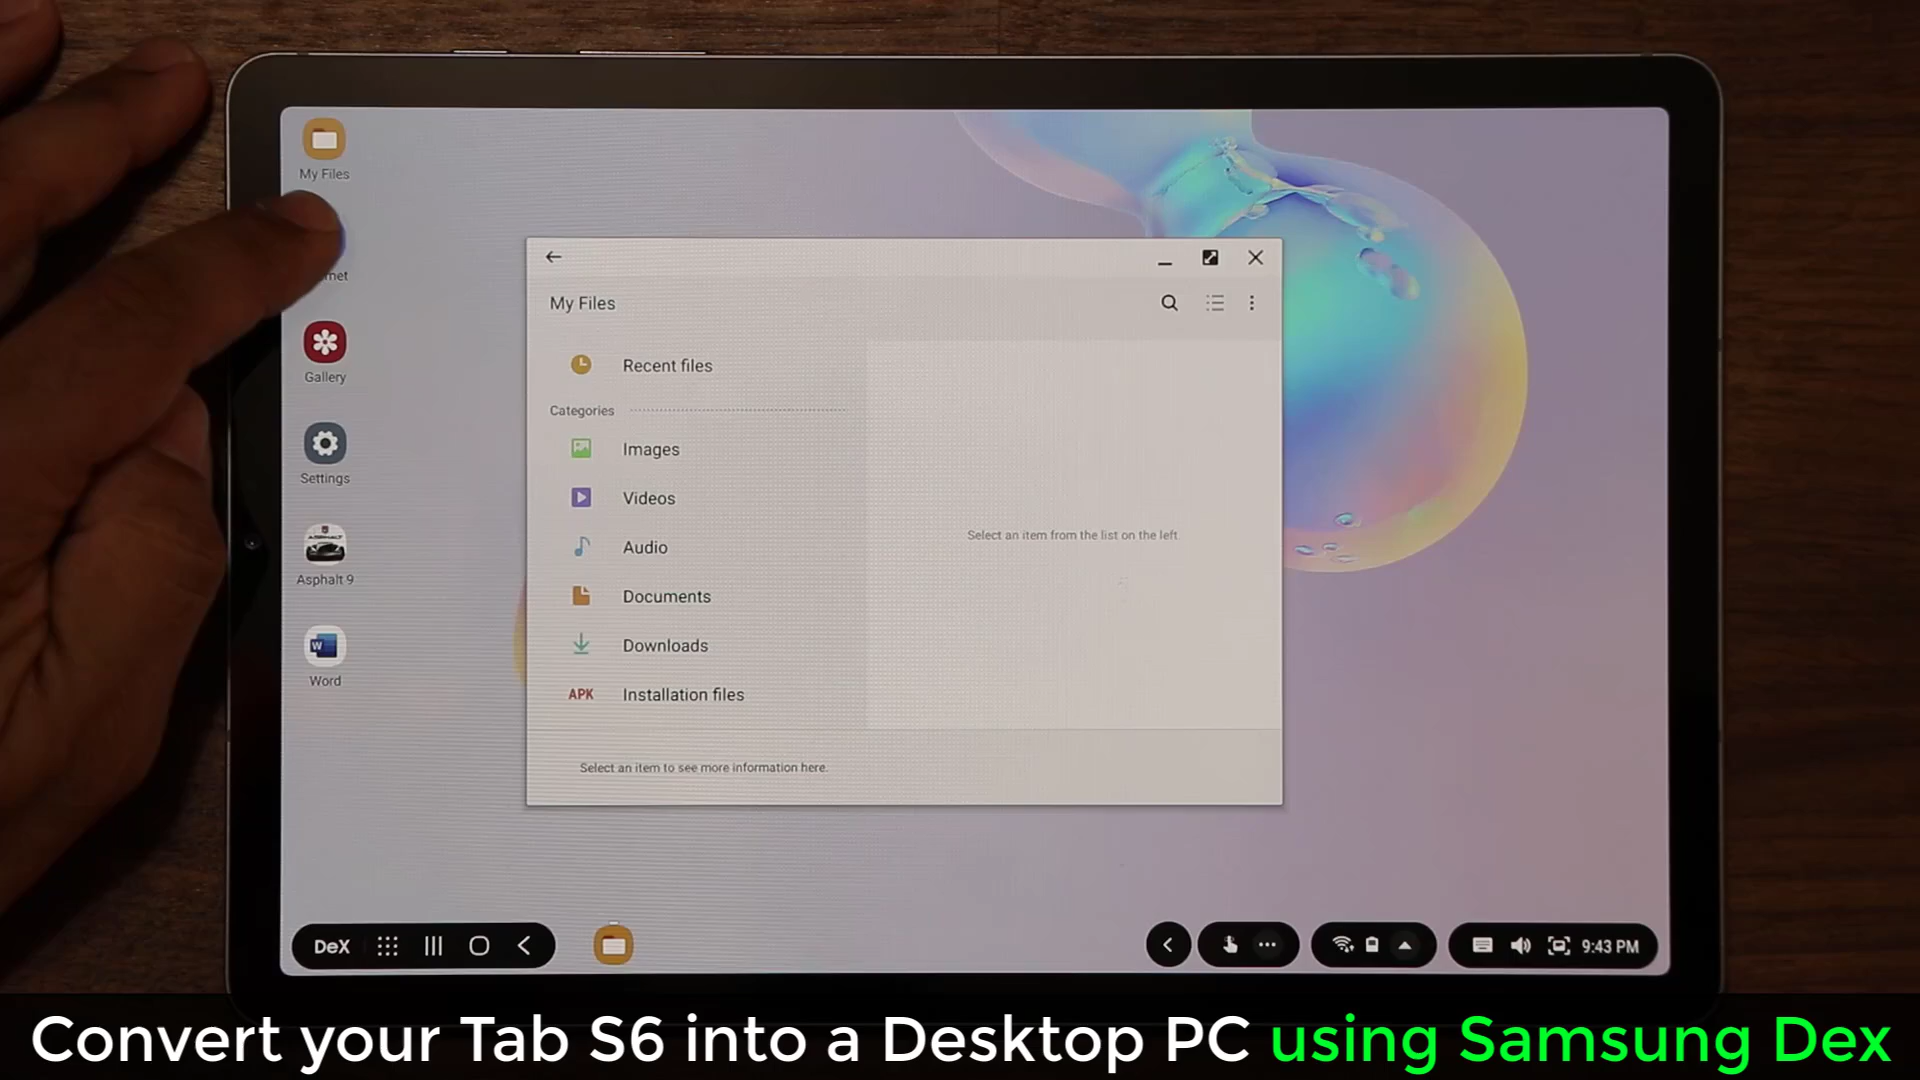 My Files
met
Gallery
Settings
ASPHALT
Asphalt 9
W
Word
My Files
Recent files
Categories
Images
Videos
Audio
Documents
Downloads
APK Installation files
Select an item from the list on the left.
Select an item to see more information here.
DeX
9:43 PM
Convert your Tab S6 into a Desktop PC using Samsung Dex